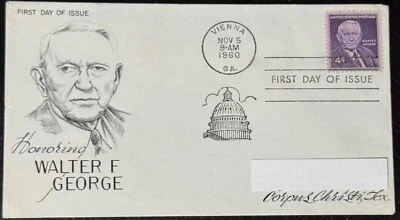 FIRST DAY OF ISSUE
Honoring
WALTER F
GEORGE
VIENNA
NOV 5
9-AM
1960
GA.
UNITED STATES POSTAGE
WALTER F.
GEORGE
4¢
FIRST DAY OF ISSUE
Corpus Christi, Tex